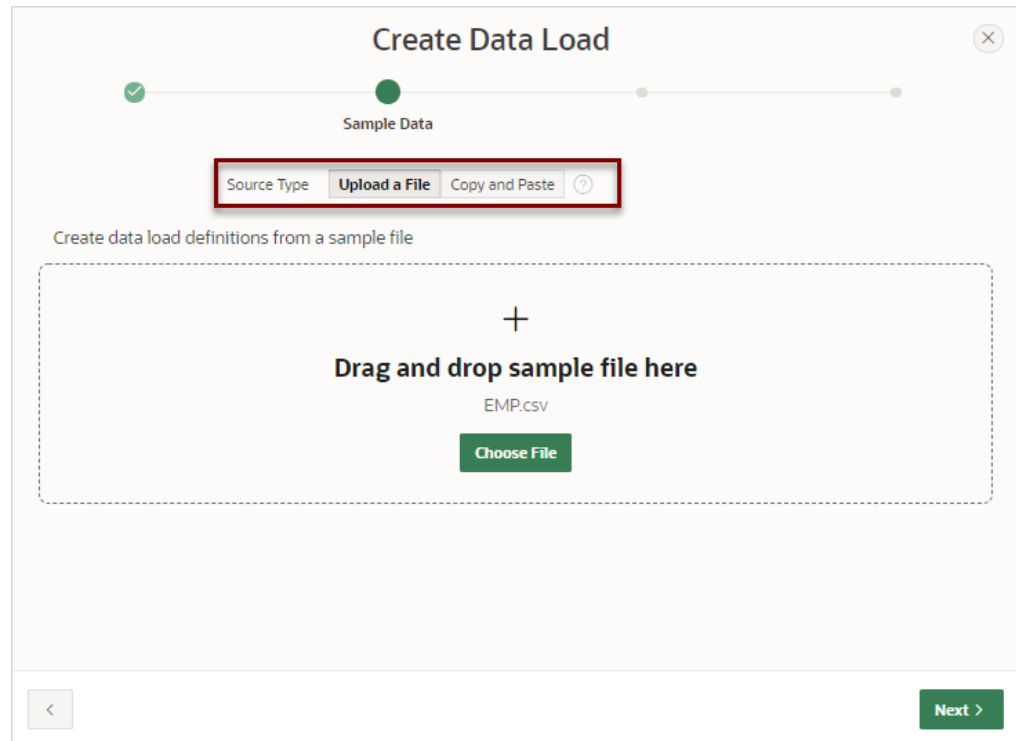 Create Data Load
Sample Data
Source Type Upload a File Copy and Paste ?
Create data load definitions from a sample file
Drag and drop sample file here
EMP.csv
Choose File
Next >